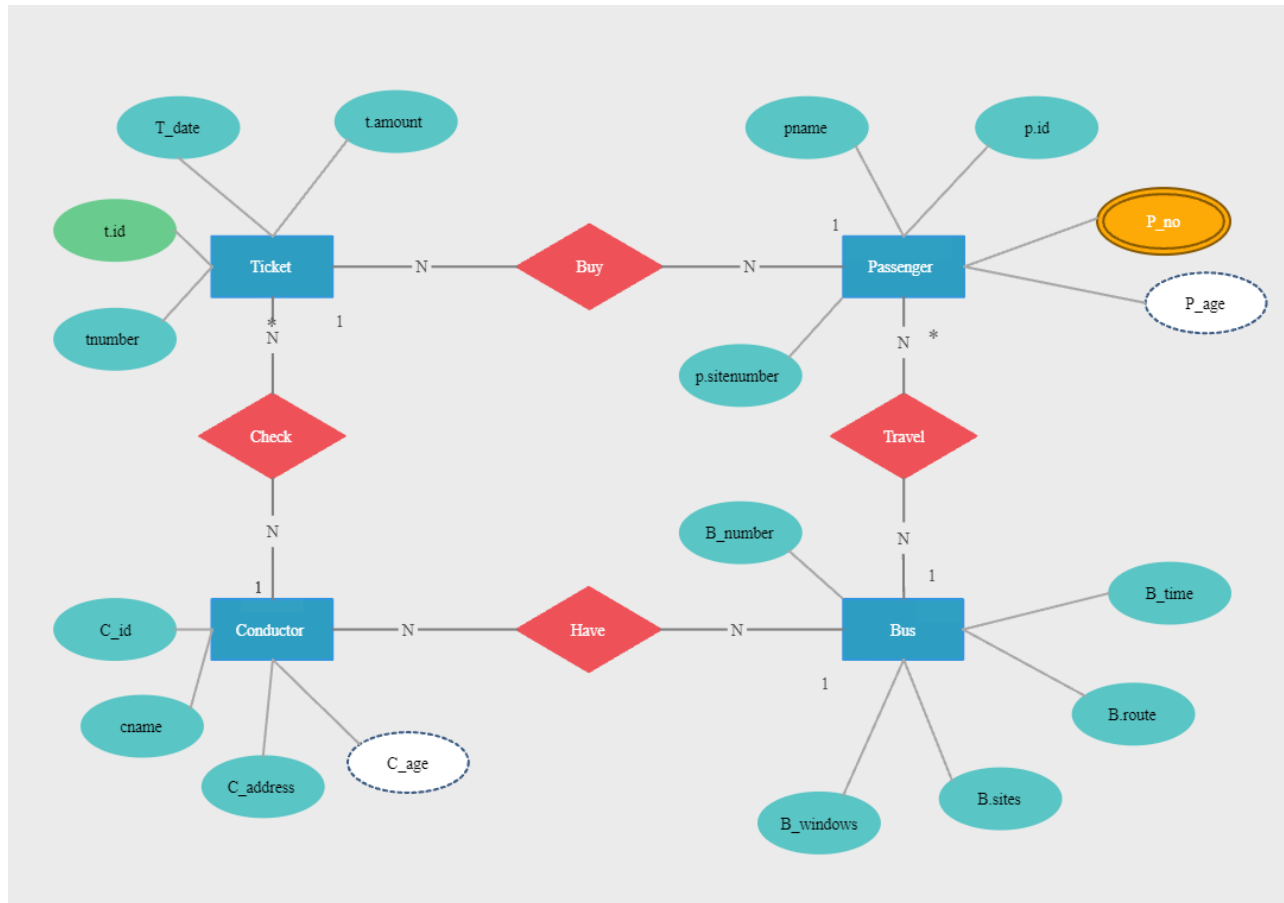 T_date
t.amount
pname
p.id
t.id
P_no
1
Ticket
N
Buy
N
Passenger
P_age
*
1
tnumber
N
N
*
p.sitenumber
Check
Travel
N
B_number
N
1
1
B_time
C_id
Conductor
N
Have
N
Bus
1
B.route
cname
C_address
C_age
B_windows
B.sites